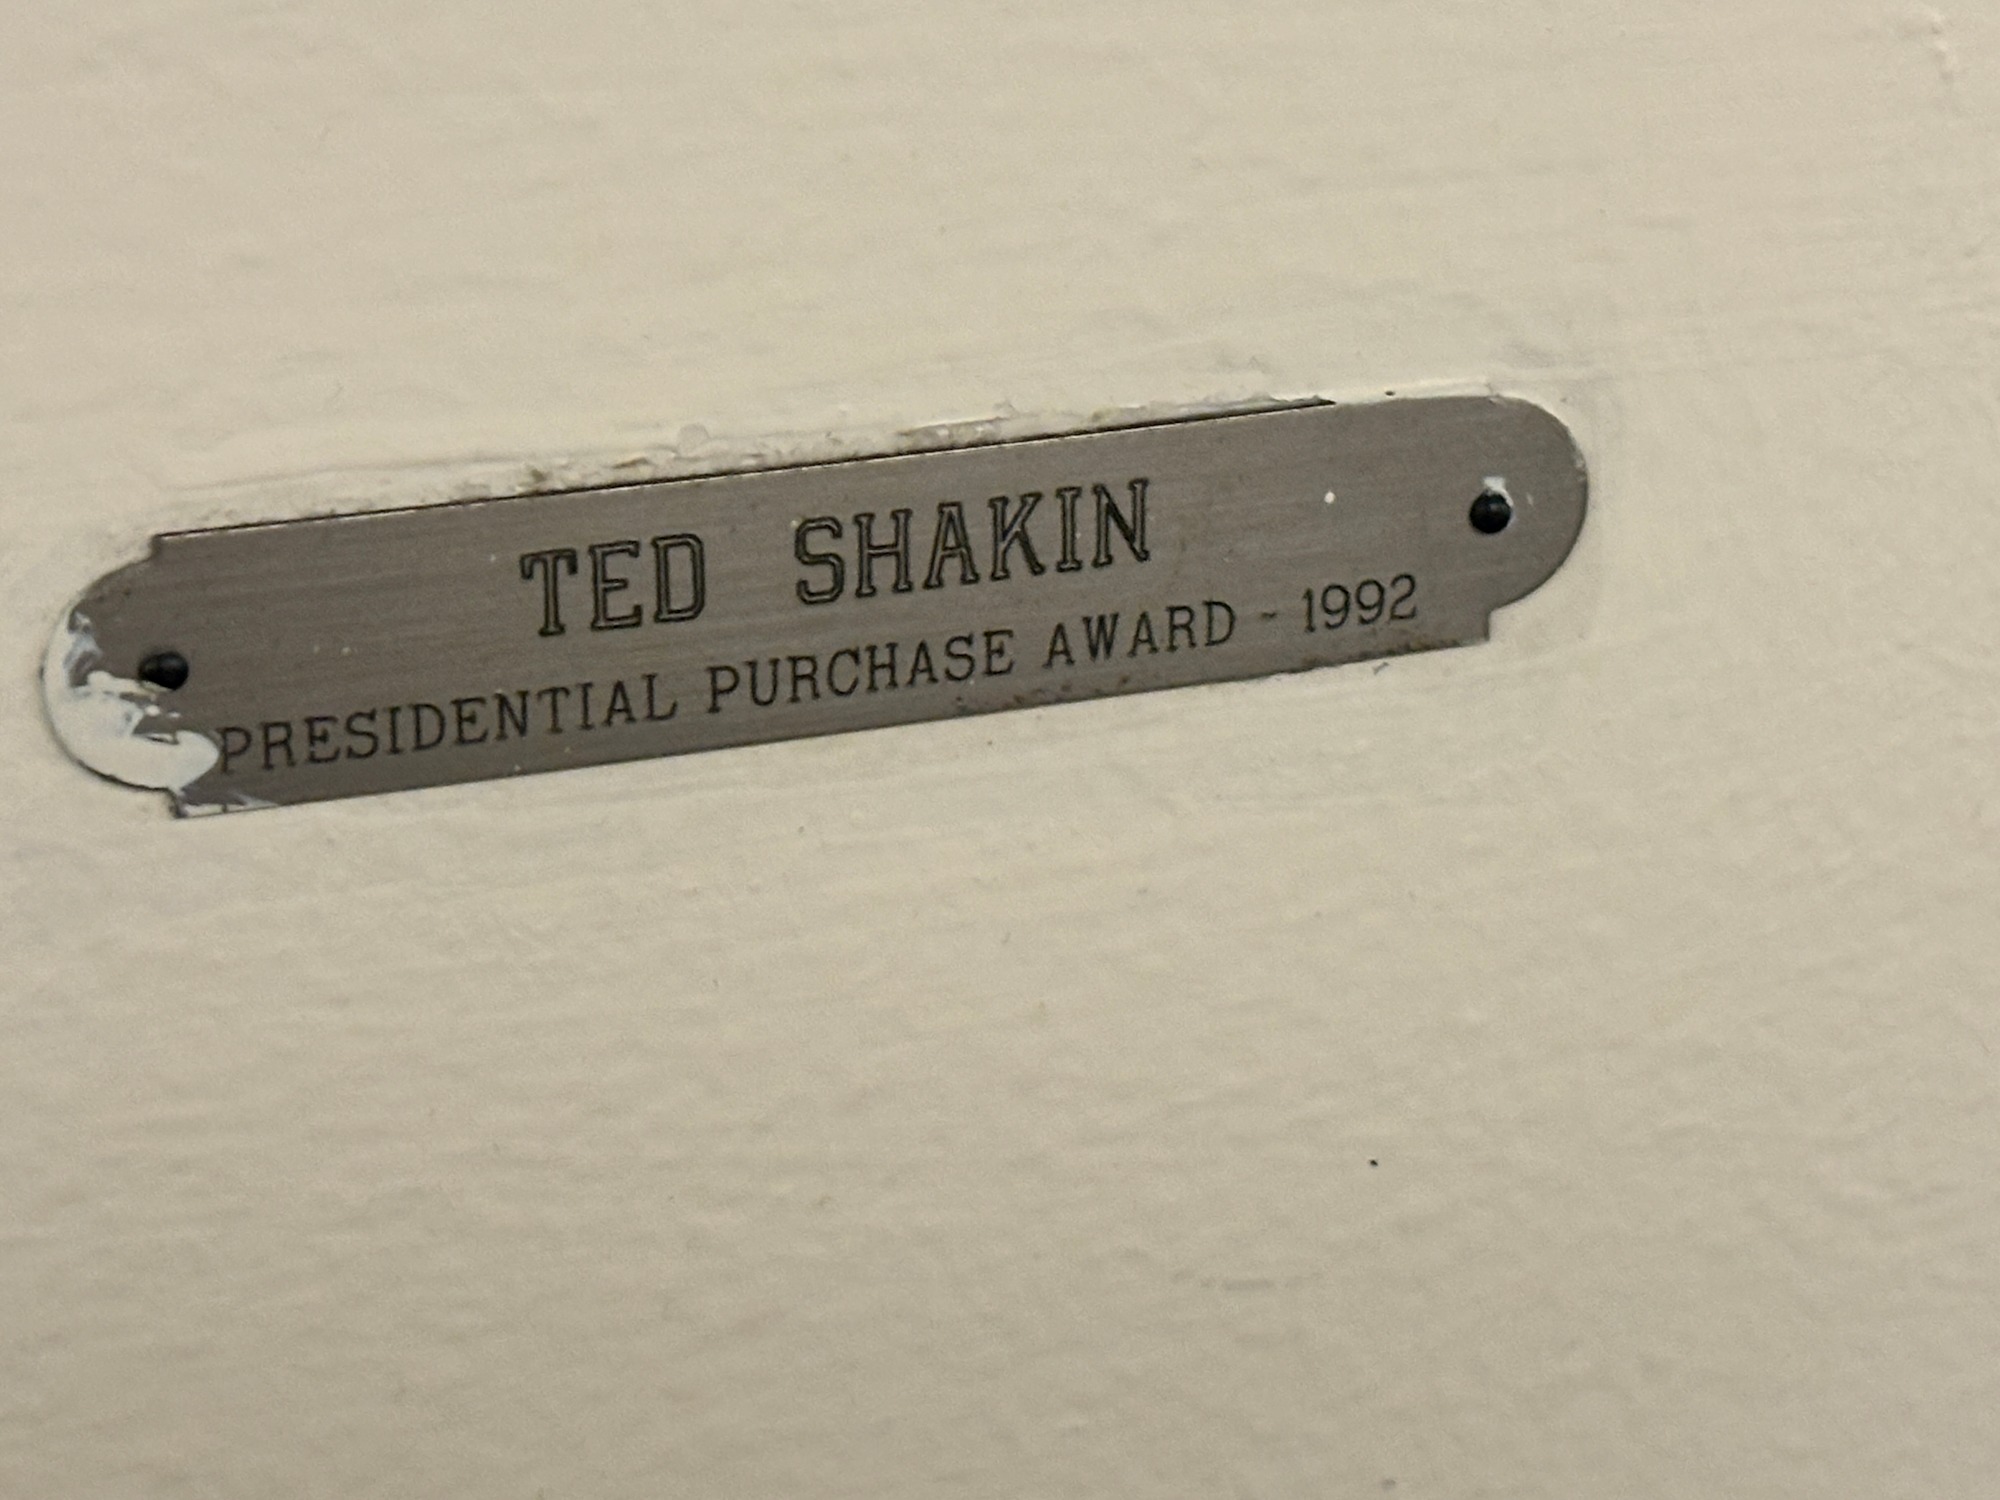 TED SHAKIN
PRESIDENTIAL PURCHASE AWARD - 1992